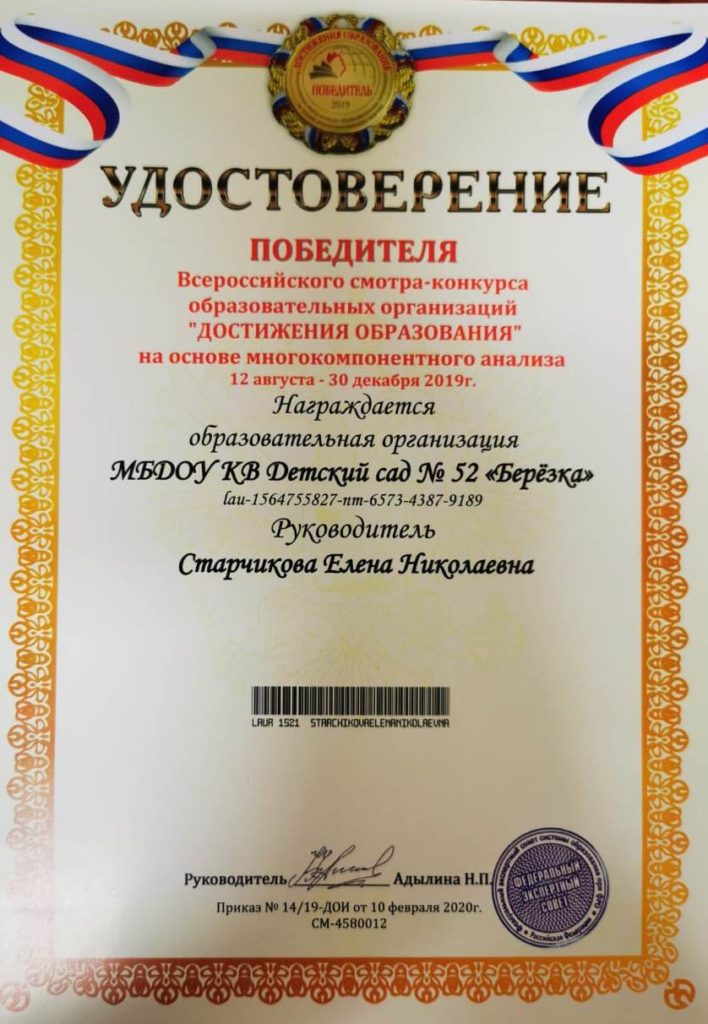 ДОСТИЖЕНИЯ ОБРАЗОВАНИЯ
ПОБЕДИТЕЛЬ
2019
УДОСТОВЕРЕНИЕ
ПОБЕДИТЕЛЯ
Всероссийского смотра-конкурса
образовательных организаций
"ДОСТИЖЕНИЯ ОБРАЗОВАНИЯ"
на основе многокомпонентного анализа
12 августа - 30 декабря 2019г.
Награждается
образовательная организация
МБДОУ КВ Детский сад № 52 «Берёзка»
lau-1564755827-nm-6573-4387-9189
Руководитель
Старчикова Елена Николаевна
LAUR 1521 STARCHIKOVAELENANIKOLAEVNA
Руководитель Адылина Н.П.
Приказ № 14/19-ДОИ от 10 февраля 2020г.
СМ-4580012
ФЕДЕРАЛЬНЫЙ
ЭКСПЕРТНЫЙ
СОВЕТ
Российская Федерация